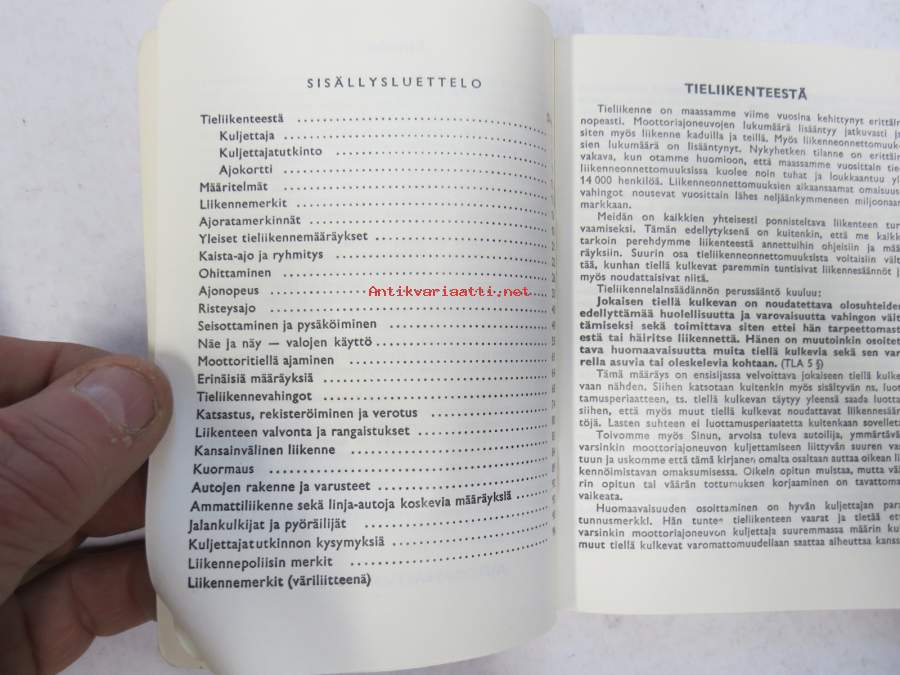 SISÄLLYSLUETTELO
Tieliikenteestä
Kuljettaja
Kuljettajatutkinto
Ajokortti
Määritelmät
Liikennemerkit
Ajoratamerkinnät
Yleiset tieliikennemääräykset
Kaista-ajo ja ryhmitys
Ohittaminen
Ajonopeus
Risteysajo
Seisottaminen ja pysäköiminen
Näe ja näy — valojen käyttö
Moottoritiellä ajaminen
Erinäisiä määräyksiä
Tieliikennevahingot
Katsastus, rekisteröiminen ja verotus
Liikenteen valvonta ja rangaistukset
Kansainvälinen liikenne
Kuormaus
Autojen rakenne ja varusteet
Ammattiliikenne sekä linja-autoja koskevia määräyksiä
Jalankulkijat ja pyöräilijät
Kuljettajatutkinnon kysymyksiä
Liikennepoliisin merkit
Liikennemerkit (väriliitteenä)
Antikvariaatti.net
TIELIIKENTEESTÄ
Tieliikenne on maassamme viime vuosina kehittynyt erittäin
nopeasti. Moottoriajoneuvojen lukumäärä lisääntyy jatkuvasti
siten myös liikenne kaduilla ja teillä. Myös liikenneonnettomuuk-
sien lukumäärä on lisääntynyt. Nykyhetken tilanne on erittäin
vakava, kun otamme huomioon, että maassamme vuosittain tie-
liikenneonnettomuuksissa kuolee noin tuhat ja loukkaantuu
14 000 henkilöä. Liikenneonnettomuuksien aikaansaamat omaisuus-
vahingot nousevat vuosittain lähes neljäänkymmeneen miljoonaan
markkaan.
Meidän on kaikkien yhteisesti ponnisteltava liikenteen tur-
vaamiseksi. Tämän edellytyksenä on kuitenkin, että me kaikki
tarkoin perehdymme liikenteestä annettuihin ohjeisiin ja mää-
räyksiin. Suurin osa tieliikenneonnettomuuksista voitaisiin vält-
tää, kunhan tiellä kulkevat paremmin tuntisivat liikennesäännöt ja
myös noudattaisivat niitä.
Tieliikennelainsäädännön perussääntö kuuluu:
Jokaisen tiellä kulkevan on noudatettava olosuhteiden
edellyttämää huolellisuutta ja varovaisuutta vahingon vält-
tämiseksi sekä toimittava siten ettei hän tarpeettomasti
estä tai häiritse liikennettä. Hänen on muutoinkin osoitet-
tava huomaavaisuutta muita tiellä kulkevia sekä sen var-
rella asuvia tai oleskelevia kohtaan. (TLA 5 §)
Tämä määräys on ensisijassa velvoittava jokaiseen tiellä kulke-
vaan nähden. Siihen katsotaan kuitenkin myös sisältyvän ns. luot-
tamusperiaatteen, ts. tiellä kulkevan täytyy yleensä saada luottaa
siihen, että myös muut tiellä kulkevat noudattavat liikennesään-
töjä. Lasten suhteen ei luottamusperiaatetta kuitenkaan sovelleta
Toivomme myös Sinun, arvoisa tuleva autoilija, ymmärtävän
varsinkin moottoriajoneuvon kuljettamiseen liittyvän suuren vas-
tuun ja uskomme että tämä kirjanen omalta osaltaan auttaa oikean lii-
kennöimistavan omaksumisessa. Oikein opitun muistaa, mutta vää-
rin opitun tai väärän tottumuksen korjaaminen on tavattoman
vaikeata.
Huomaavaisuuden osoittaminen on hyvän kuljettajan paras
tunnusmerkki. Hän tuntee tieliikenteen vaarat ja tietää että
varsinkin moottoriajoneuvon kuljettaja suuremmassa määrin kuin
muut tiellä kulkevat varomattomuudellaan saattaa aiheuttaa kanssa-